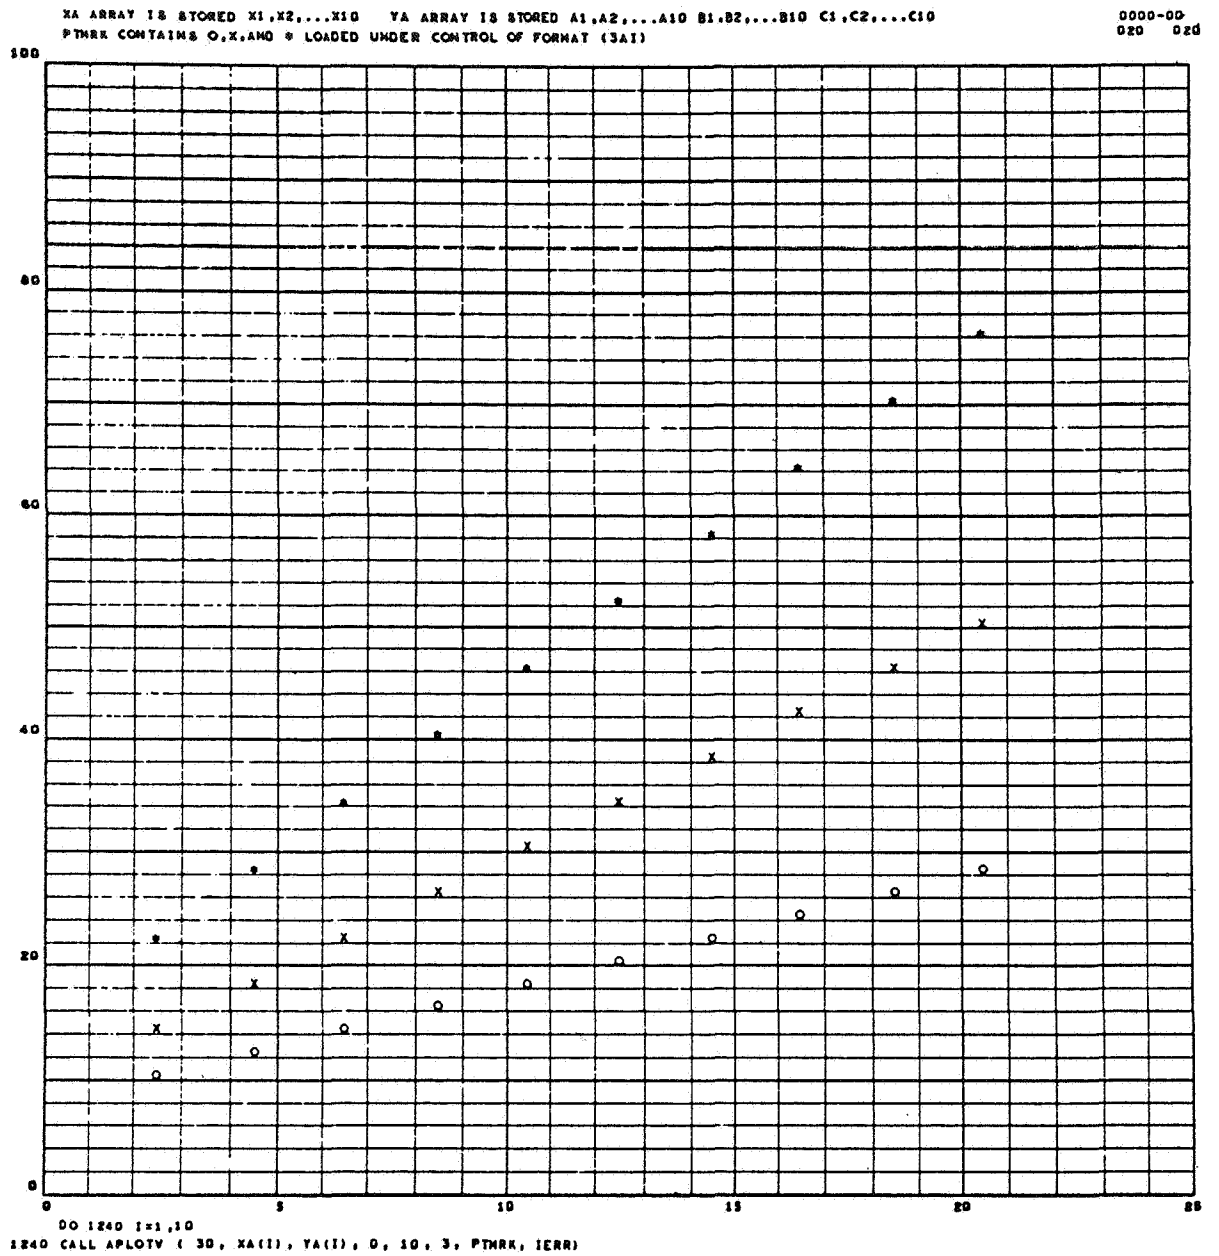 XA ARRAY IS STORED X1,X2,...X10 YA ARRAY IS STORED A1,A2,...A10 B1,B2,...B10 C1,C2,...C10
PTMRK CONTAINS O,X,AND * LOADED UNDER CONTROL OF FORMAT (3A1)
0000-00
020 020
100
80
60
40
20
0
0 5 10 15 20 25
DO 1240 I=1,10
1240 CALL APLOTV ( 30, XA(I), YA(I), 0, 10, 3, PTMRK, IERR)